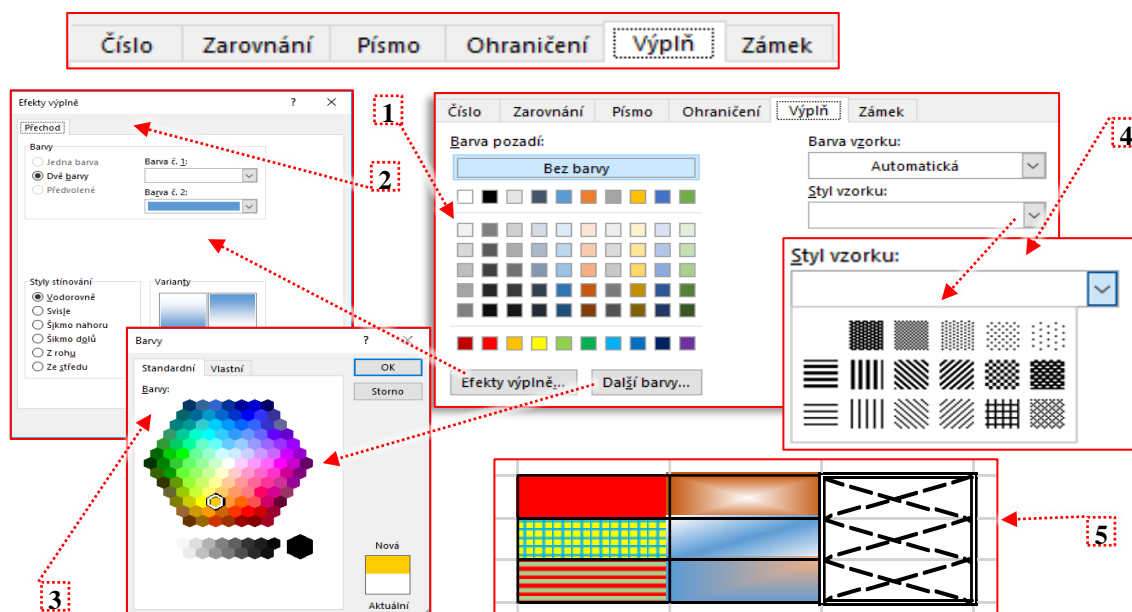 Číslo Zarovnání Písmo Ohraničení Výplň Zámek
Efekty výplně ? ×
Přechod
Barvy
Jedna barva
Dvě barvy
Předvolené
Barva č. 1:
Barva č. 2:
Styly stínování
Vodorovně
Svisle
Šikmo nahoru
Šikmo dolů
Z rohu
Ze středu
Varianty
1
2
Číslo Zarovnání Písmo Ohraničení Výplň Zámek
Barva pozadí:
Bez barvy
Efekty výplně...
Další barvy...
Barva vzorku:
Automatická
Styl vzorku:
4
Styl vzorku:
Barvy ? ×
Standardní Vlastní
Barvy:
OK
Storno
Nová
Aktuální
3
5